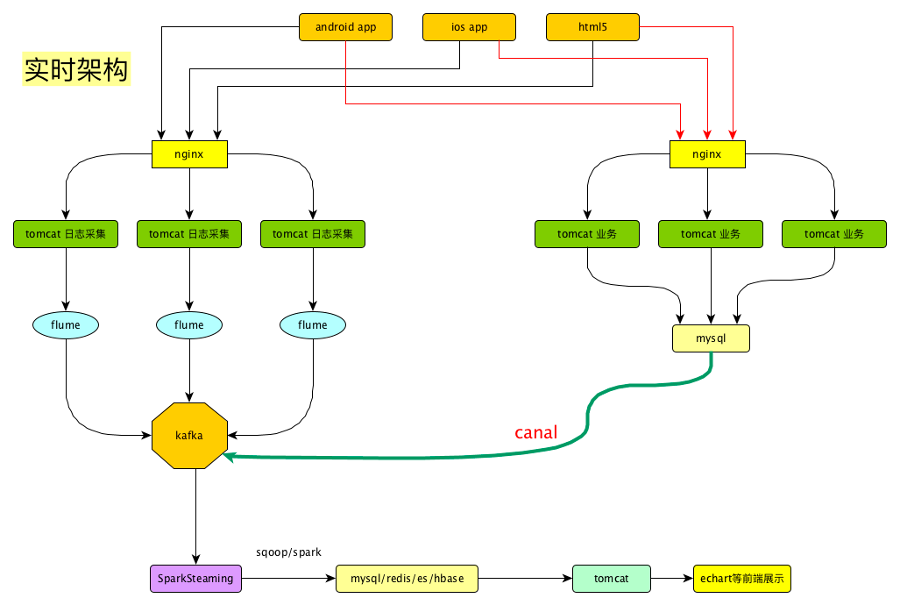 android app
ios app
html5
实时架构
nginx
nginx
tomcat 日志采集
tomcat 日志采集
tomcat 日志采集
tomcat 业务
tomcat 业务
tomcat 业务
flume
flume
flume
mysql
canal
kafka
sqoop/spark
SparkSteaming
mysql/redis/es/hbase
tomcat
echart等前端展示